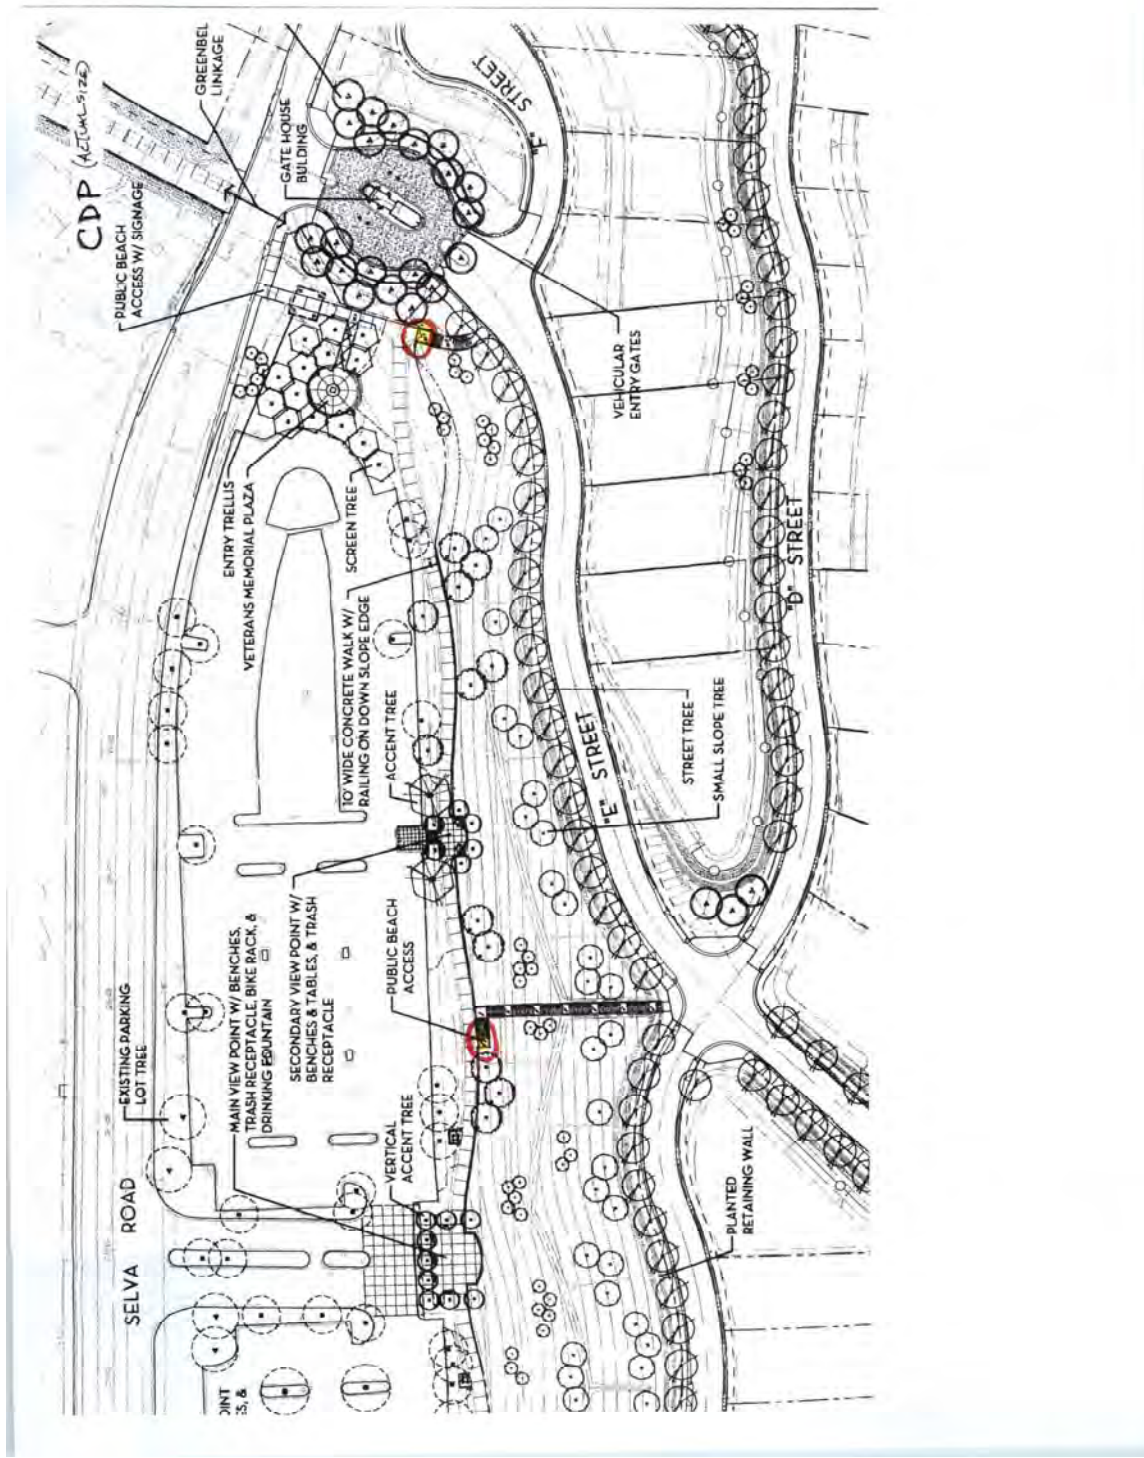 CDP (ACTUAL SIZE)
GREENBEL
LINKAGE
GATE HOUSE
BULDING
PUBLIC BEACH
ACCESS W/ SIGNAGE
"F" STREET
VEHICULAR
ENTRY GATES
ENTRY TRELLIS
VETERANS MEMORIAL PLAZA
SCREEN TREE
10' WIDE CONCRETE WALK W/
RAILING ON DOWN SLOPE EDGE
ACCENT TREE
"D" STREET
"E" STREET
STREET TREE
SMALL SLOPE TREE
SECONDARY VIEW POINT W/
BENCHES & TABLES, & TRASH
RECEPTACLE
PUBLIC BEACH
ACCESS
MAIN VIEW POINT W/ BENCHES,
TRASH RECEPTACLE, BIKE RACK, &
DRINKING FOUNTAIN
EXISTING PARKING
LOT TREE
VERTICAL
ACCENT TREE
SELVA ROAD
PLANTED
RETAINING WALL
OINT
ES, &